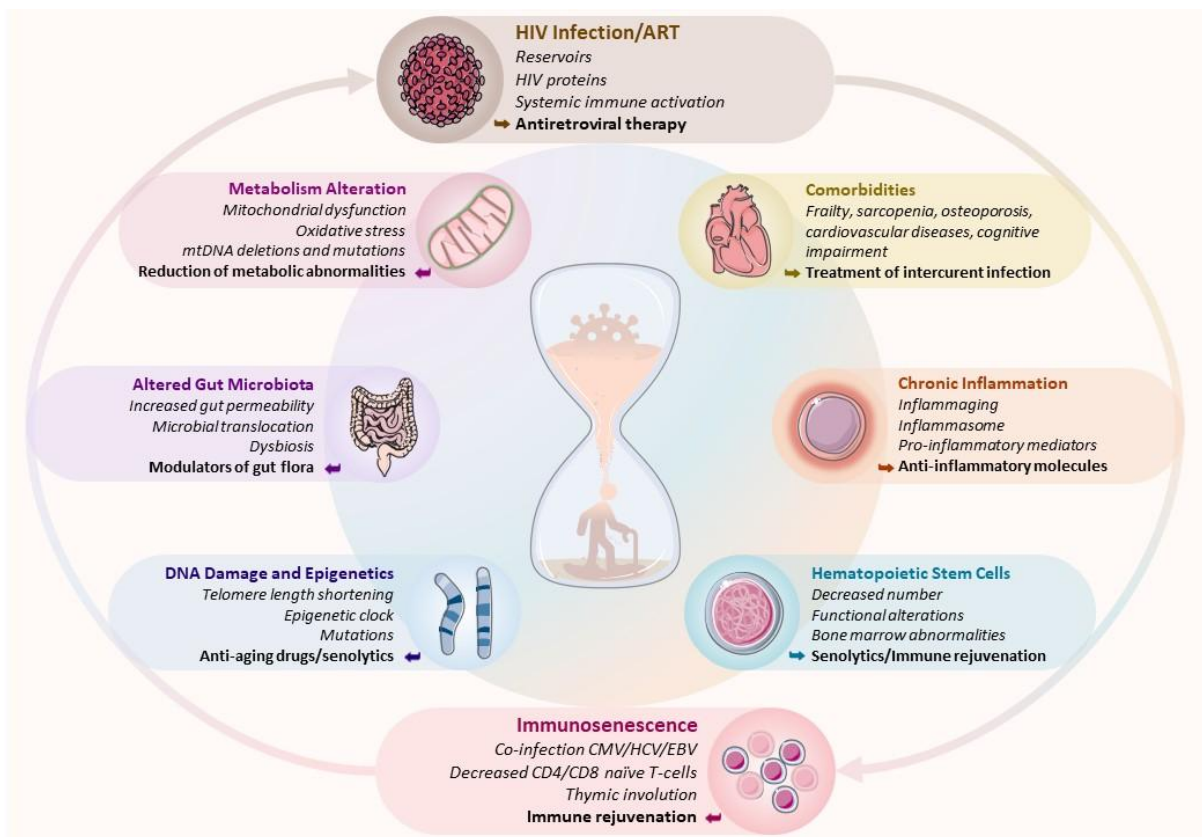 HIV Infection/ART
Reservoirs
HIV proteins
Systemic immune activation
Antiretroviral therapy
Metabolism Alteration
Mitochondrial dysfunction
Oxidative stress
mtDNA deletions and mutations
Reduction of metabolic abnormalities
Comorbidities
Frailty, sarcopenia, osteoporosis,
cardiovascular diseases, cognitive
impairment
Treatment of intercurent infection
Altered Gut Microbiota
Increased gut permeability
Microbial translocation
Dysbiosis
Modulators of gut flora
Chronic Inflammation
Inflammaging
Inflammasome
Pro-inflammatory mediators
Anti-inflammatory molecules
DNA Damage and Epigenetics
Telomere length shortening
Epigenetic clock
Mutations
Anti-aging drugs/senolytics
Hematopoietic Stem Cells
Decreased number
Functional alterations
Bone marrow abnormalities
Senolytics/Immune rejuvenation
Immunosenescence
Co-infection CMV/HCV/EBV
Decreased CD4/CD8 naïve T-cells
Thymic involution
Immune rejuvenation